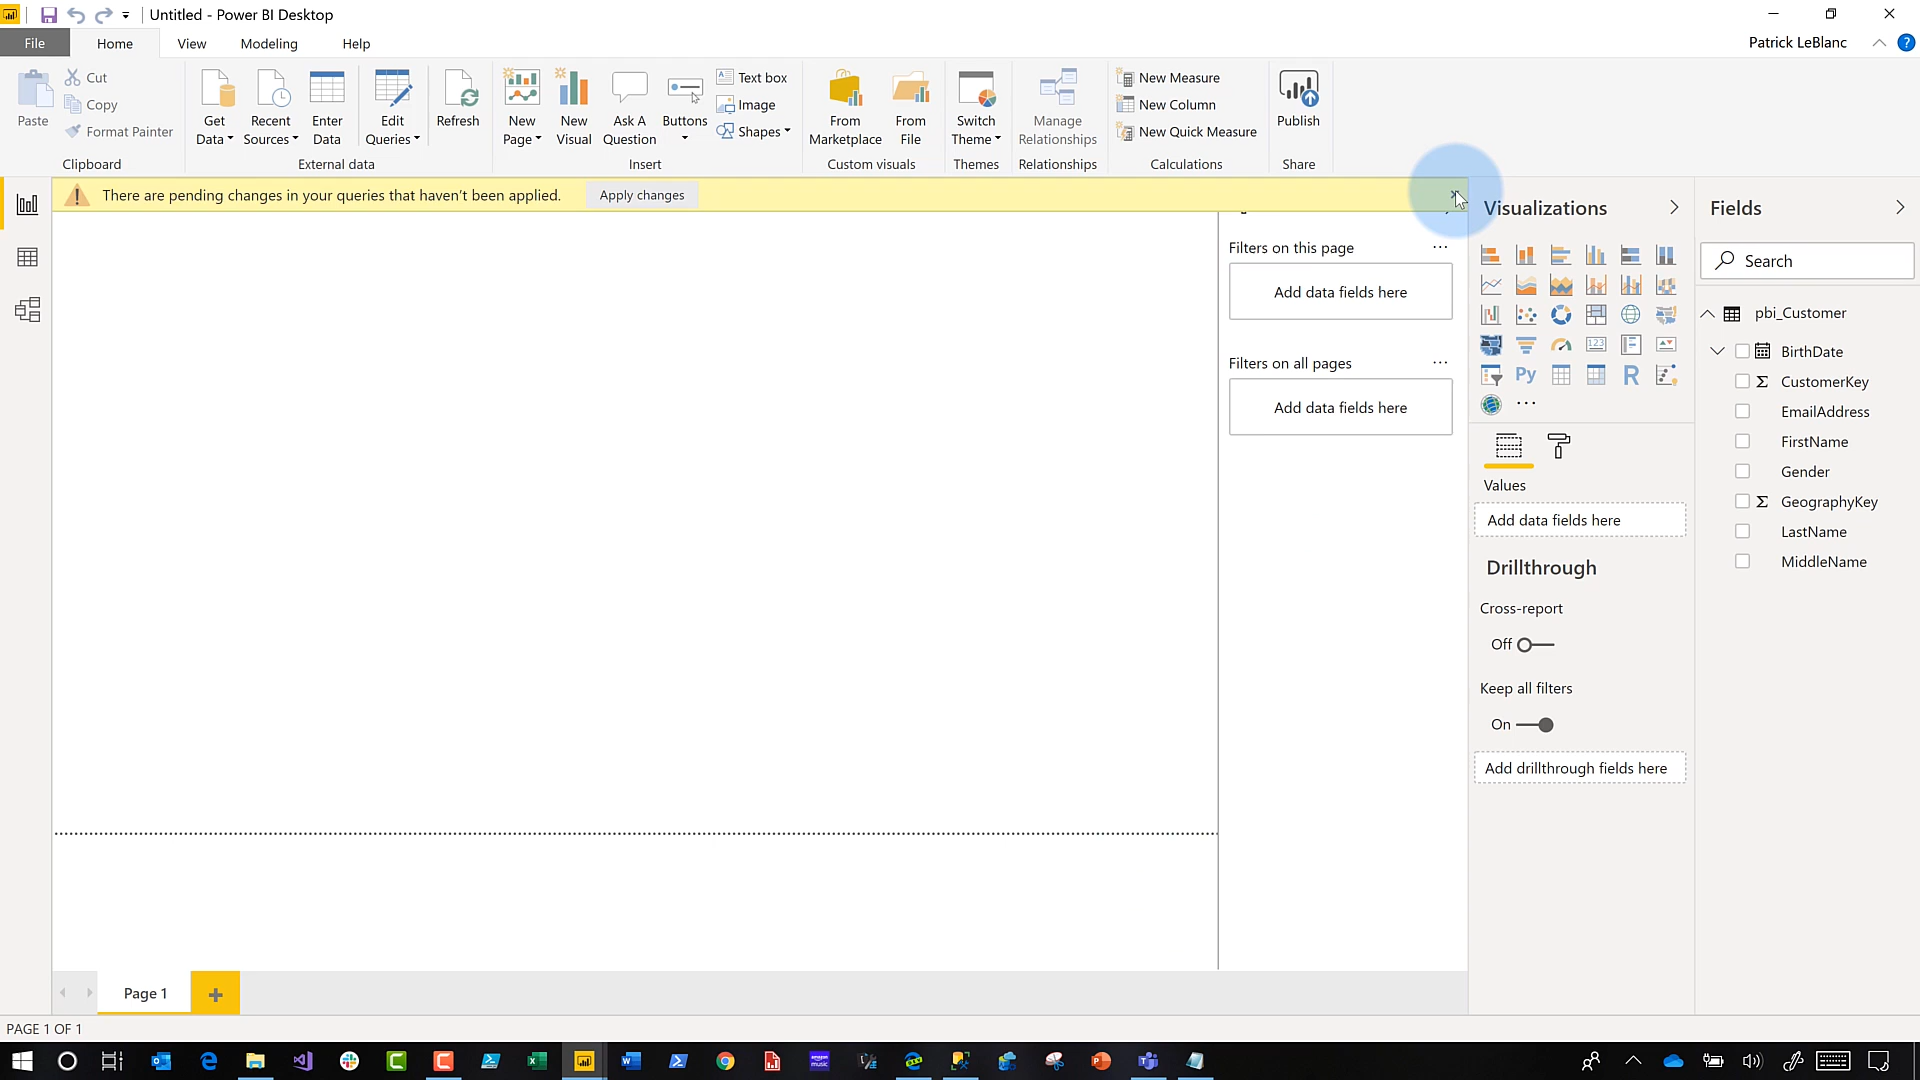 Untitled - Power BI Desktop
File
Home
View
Modeling
Help
Patrick LeBlanc
?
Paste
Cut
Copy
Format Painter
Clipboard
Get
Data
Recent
Sources
Enter
Data
Edit
Queries
Refresh
External data
New
Page
New
Visual
Ask A
Question
Buttons
Text box
Image
Shapes
Insert
From
Marketplace
From
File
Custom visuals
Switch
Theme
Themes
Manage
Relationships
Relationships
New Measure
New Column
New Quick Measure
Calculations
Publish
Share
There are pending changes in your queries that haven't been applied.
Apply changes
Filters on this page
...
Add data fields here
Filters on all pages
...
Add data fields here
Visualizations
123
Py
R
...
Values
Add data fields here
Drillthrough
Cross-report
Off
Keep all filters
On
Add drillthrough fields here
Fields
Search
pbi_Customer
BirthDate
Σ CustomerKey
EmailAddress
FirstName
Gender
Σ GeographyKey
LastName
MiddleName
Page 1
+
PAGE 1 OF 1